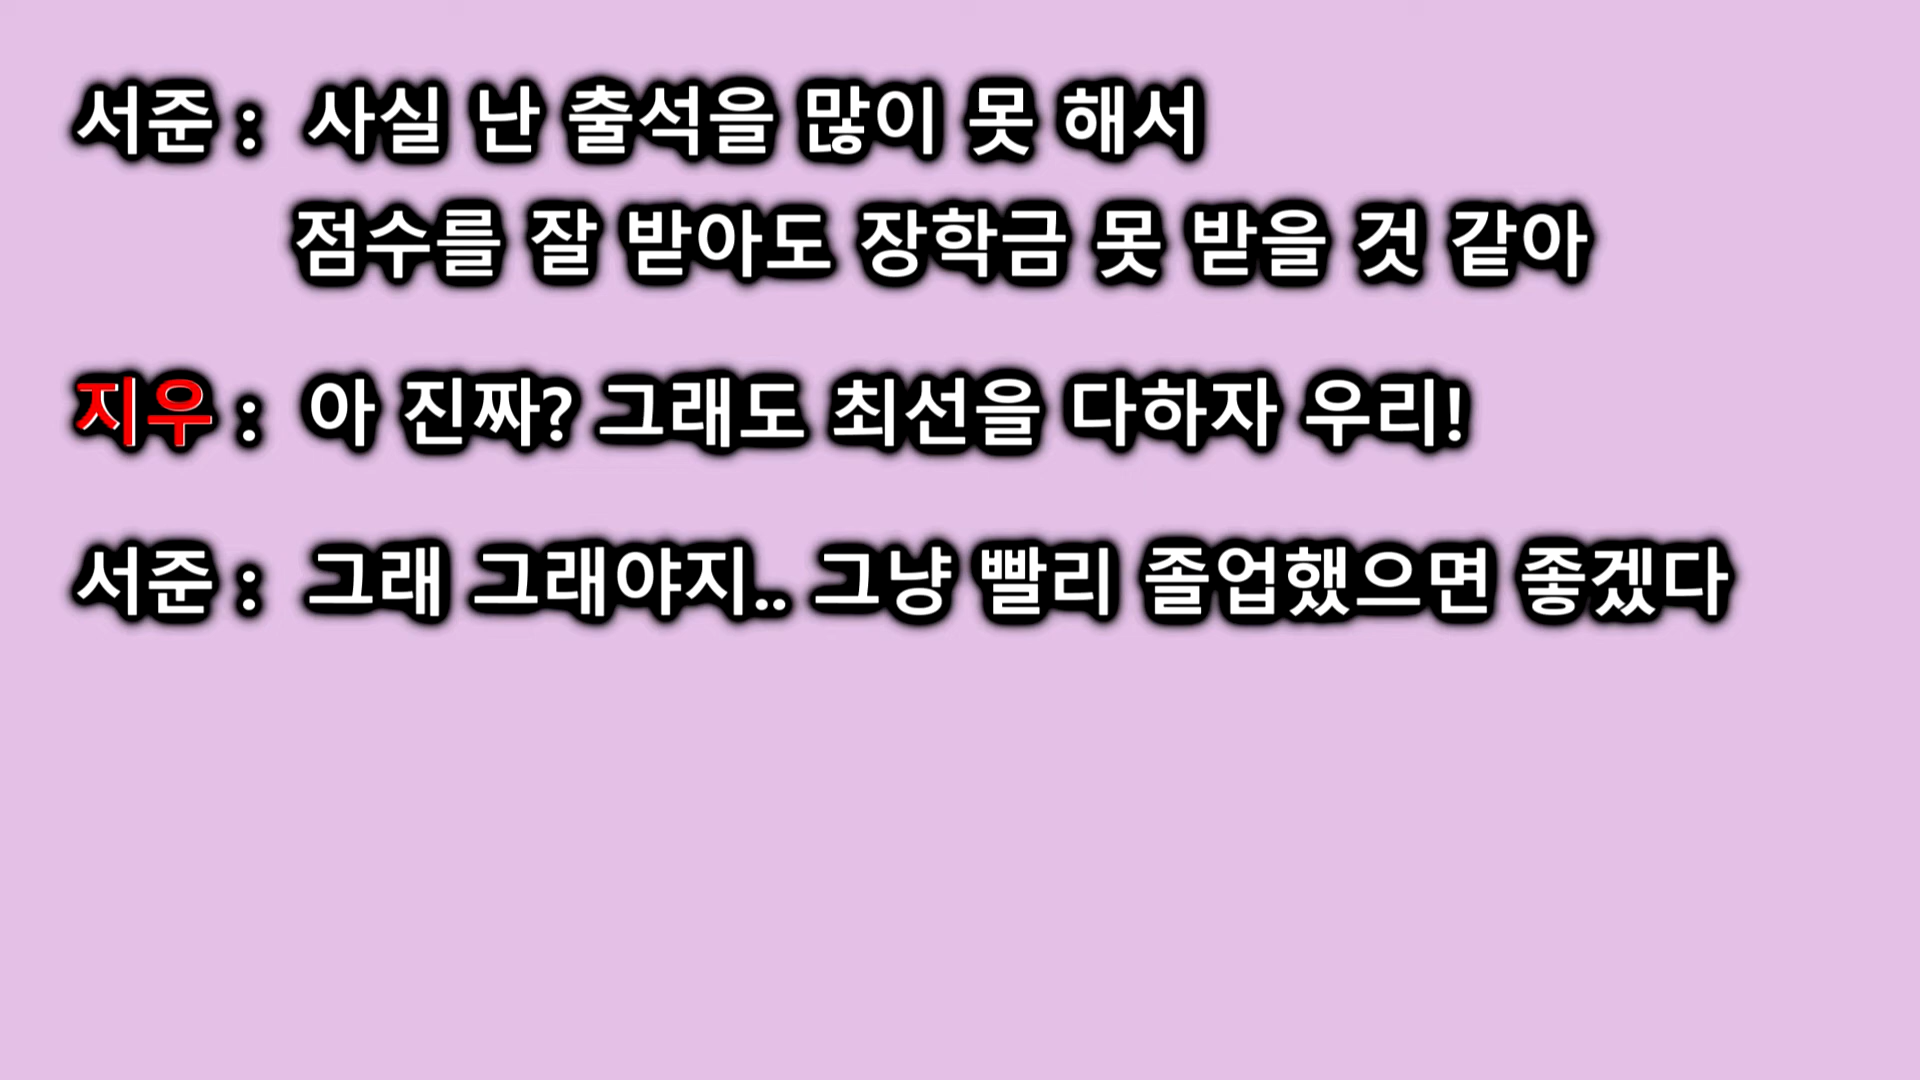 서준 : 사실 난 출석을 많이 못 해서
점수를 잘 받아도 장학금 못 받을 것 같아
지우 : 아 진짜? 그래도 최선을 다하자 우리!
서준 : 그래 그래야지.. 그냥 빨리 졸업했으면 좋겠다